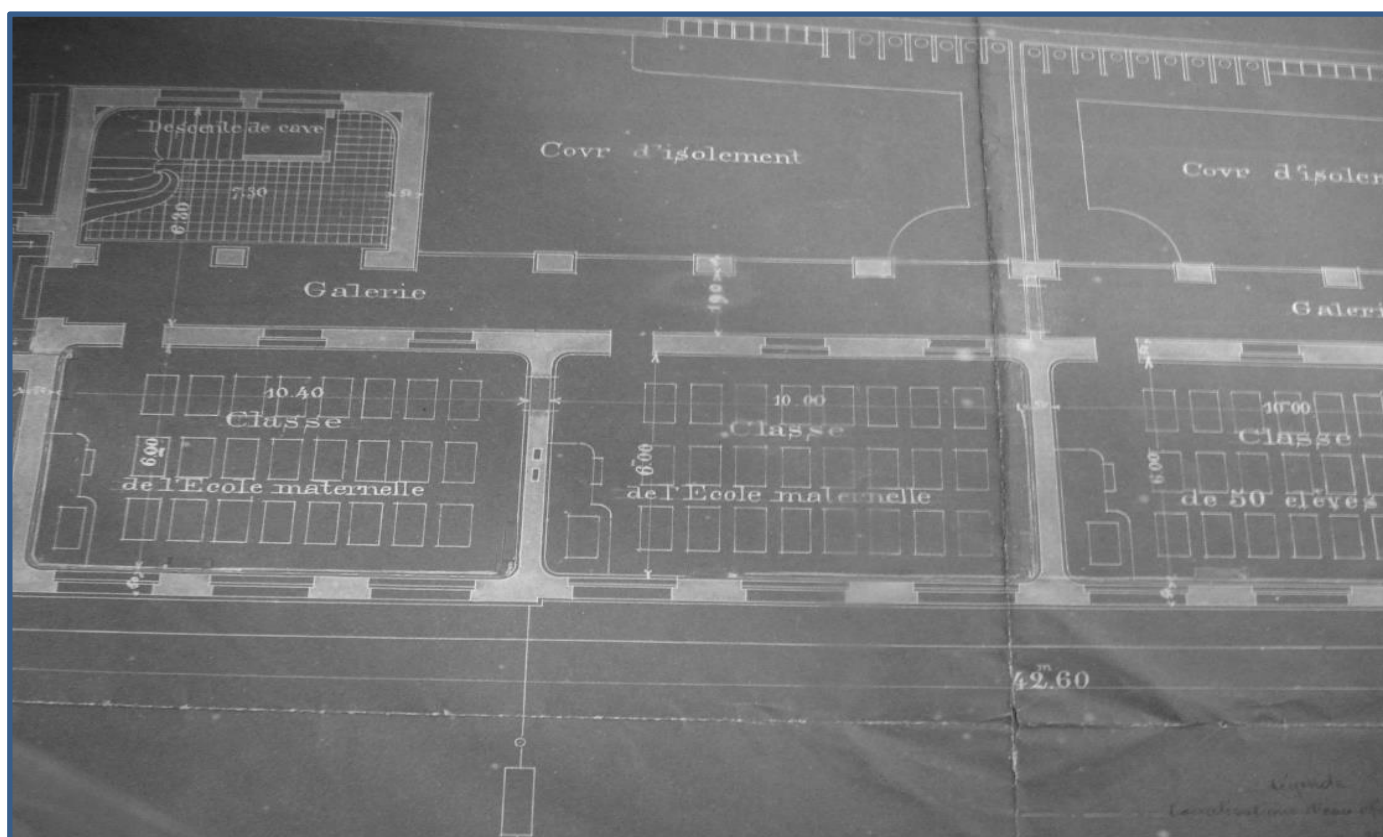 Descente de cave
Covr d'isolement
Covr d'isolem
7.30
6.30
Galerie
1.90
Galeri
10.40
10.00
10.00
Classe
Classe
Classe
6.00
6.00
6.00
de l'Ecole maternelle
de l'Ecole maternelle
de 50 élèves
42.60
m
Légende